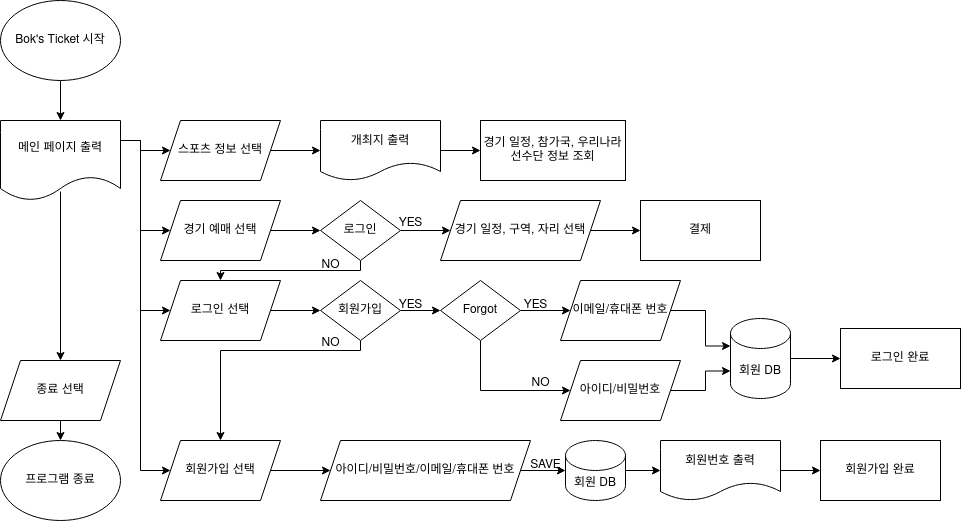 Bok's Ticket 시작
메인 페이지 출력
스포츠 정보 선택
개최지 출력
경기 일정, 참가국, 우리나라
선수단 정보 조회
경기 예매 선택
로그인
YES
경기 일정, 구역, 자리 선택
결제
NO
로그인 선택
회원가입
YES
Forgot
YES
이메일/휴대폰 번호
NO
NO
아이디/비밀번호
회원 DB
로그인 완료
종료 선택
프로그램 종료
회원가입 선택
아이디/비밀번호/이메일/휴대폰 번호
SAVE
회원 DB
회원번호 출력
회원가입 완료